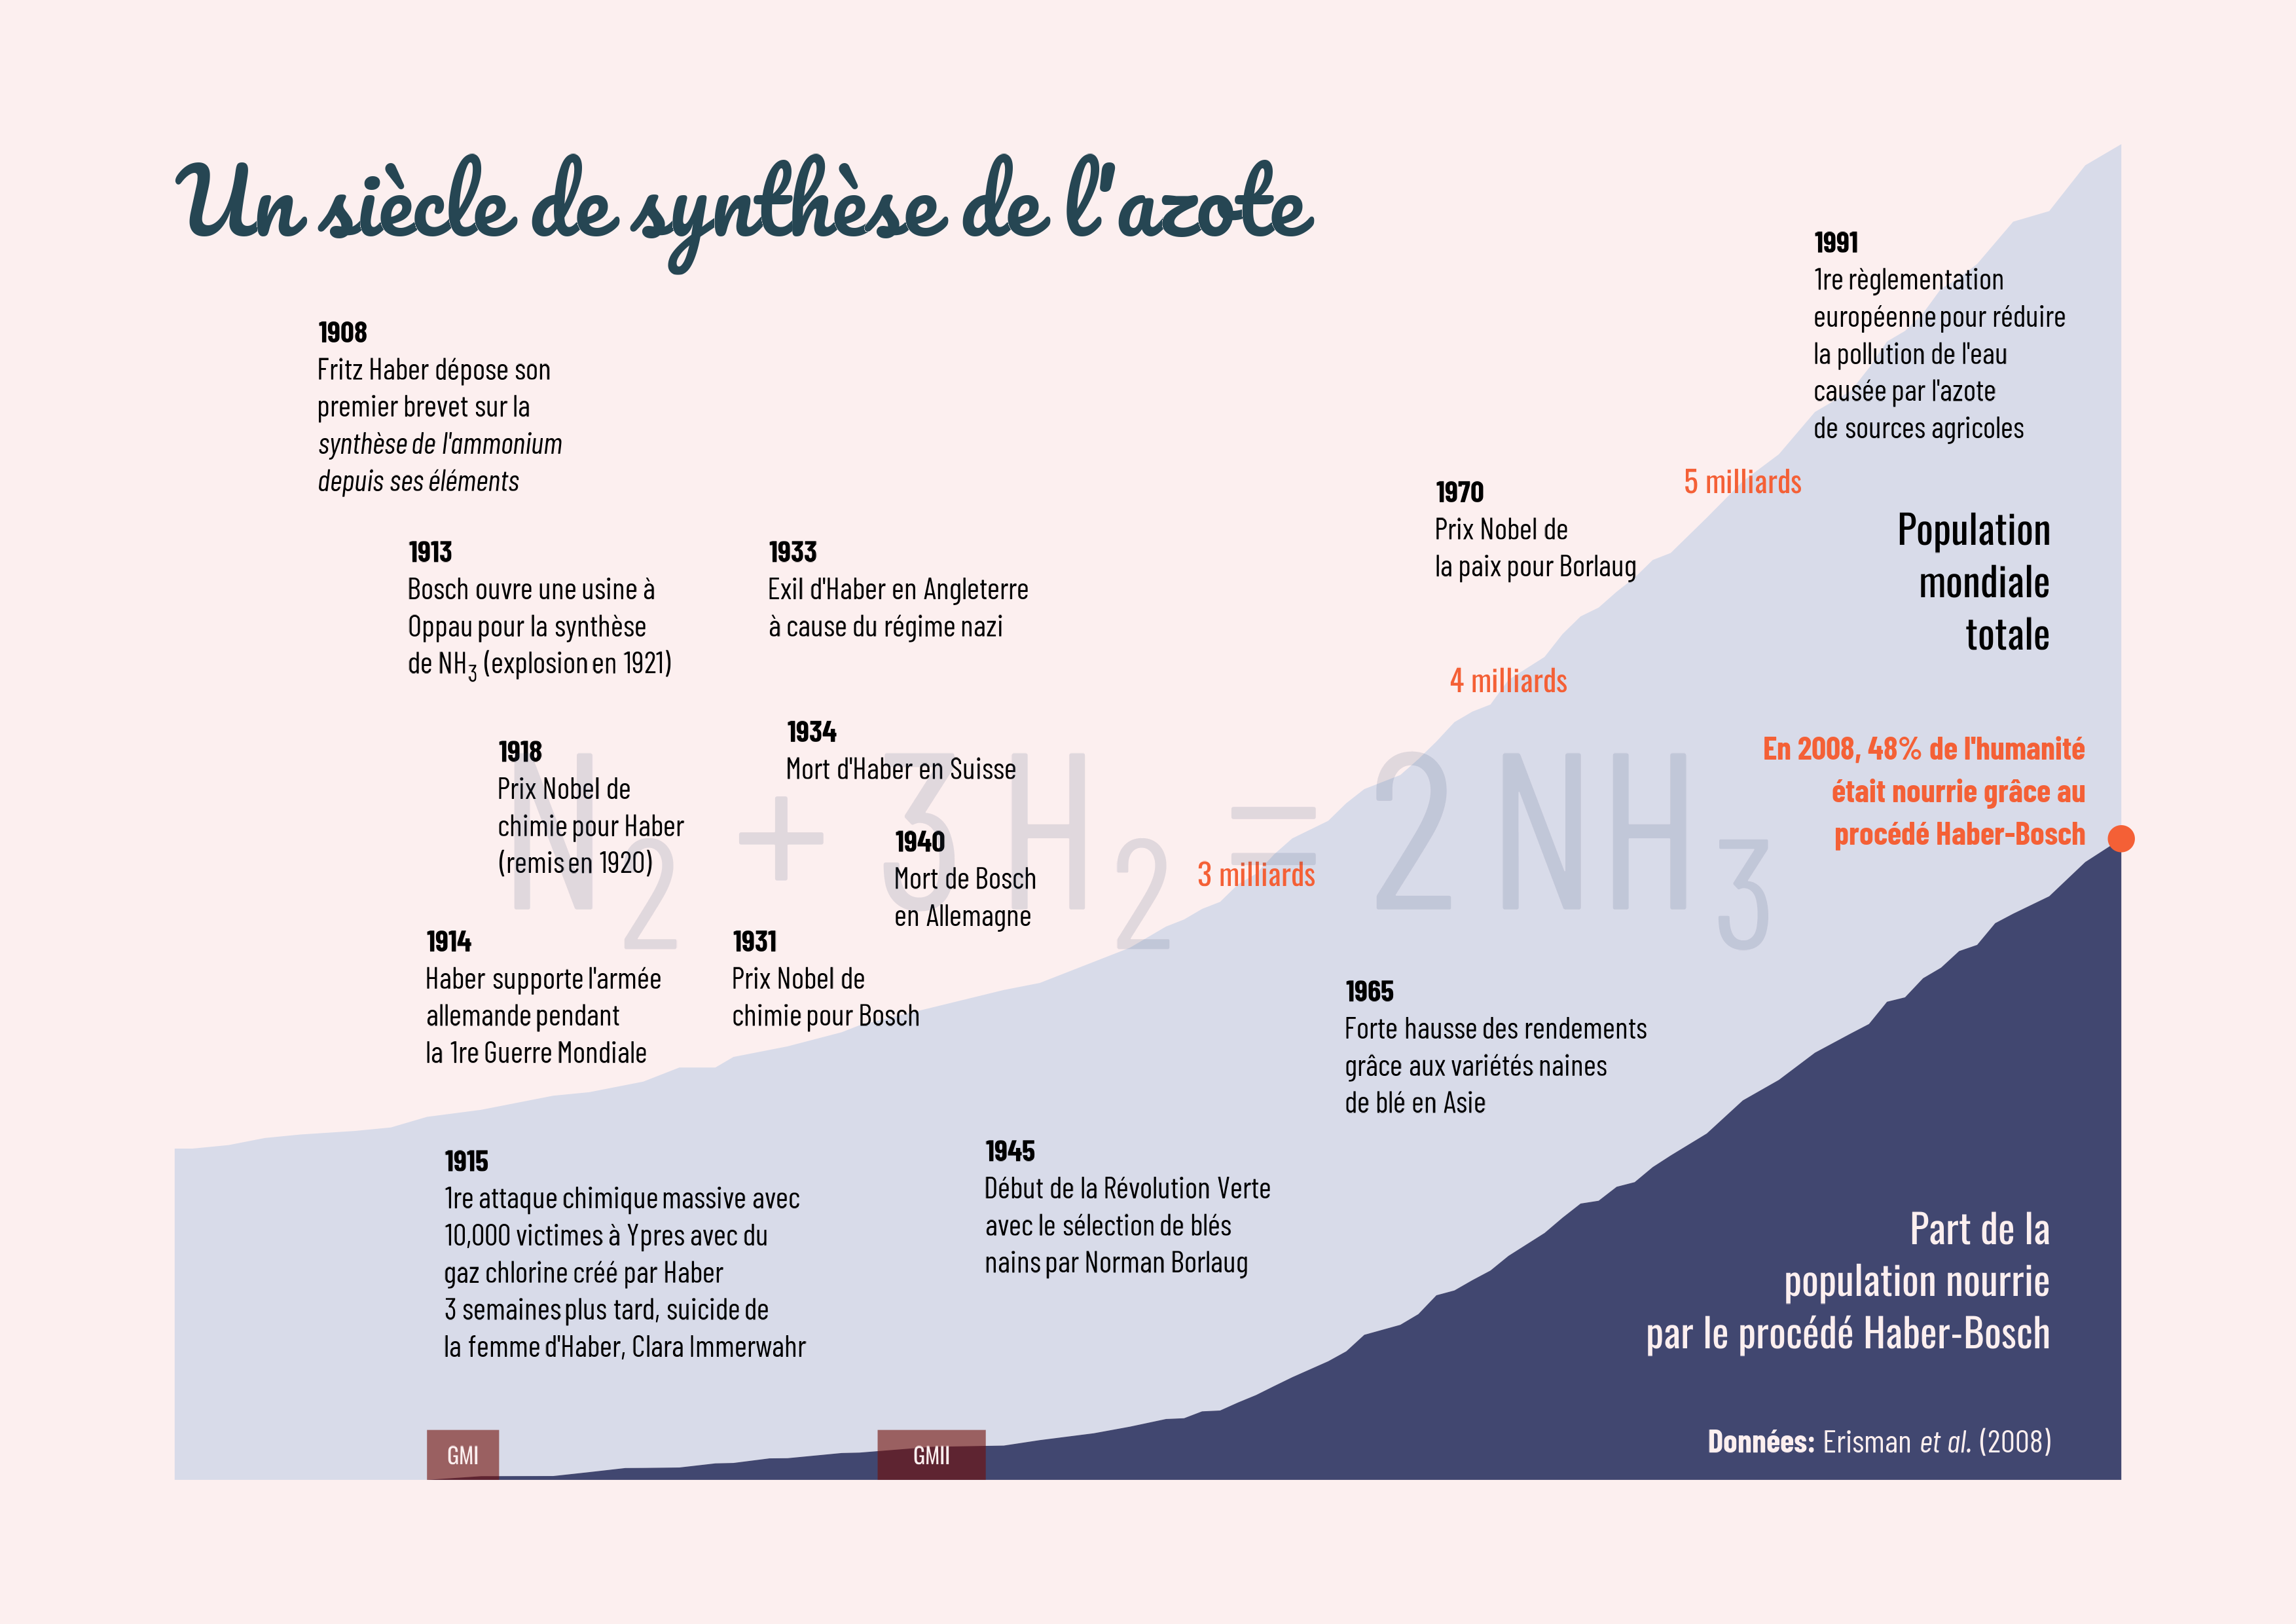 Un siècle de synthèse de l'azote
1908
Fritz Haber dépose son
premier brevet sur la
synthèse de l'ammonium
depuis ses éléments
1913
Bosch ouvre une usine à
Oppau pour la synthèse
de NH3 (explosion en 1921)
1918
Prix Nobel de
chimie pour Haber
(remis en 1920)
1914
Haber supporte l'armée
allemande pendant
la 1re Guerre Mondiale
1915
1re attaque chimique massive avec
10,000 victimes à Ypres avec du
gaz chlorine créé par Haber
3 semaines plus tard, suicide de
la femme d'Haber, Clara Immerwahr
1933
Exil d'Haber en Angleterre
à cause du régime nazi
1934
Mort d'Haber en Suisse
1940
Mort de Bosch
en Allemagne
1931
Prix Nobel de
chimie pour Bosch
N2 + 3 H2 = 2 NH3
1945
Début de la Révolution Verte
avec le sélection de blés
nains par Norman Borlaug
1965
Forte hausse des rendements
grâce aux variétés naines
de blé en Asie
1970
Prix Nobel de
la paix pour Borlaug
1991
1re règlementation
européenne pour réduire
la pollution de l'eau
causée par l'azote
de sources agricoles
5 milliards
4 milliards
3 milliards
Population
mondiale
totale
En 2008, 48% de l'humanité
était nourrie grâce au
procédé Haber-Bosch
Part de la
population nourrie
par le procédé Haber-Bosch
GMI
GMII
Données: Erisman et al. (2008)